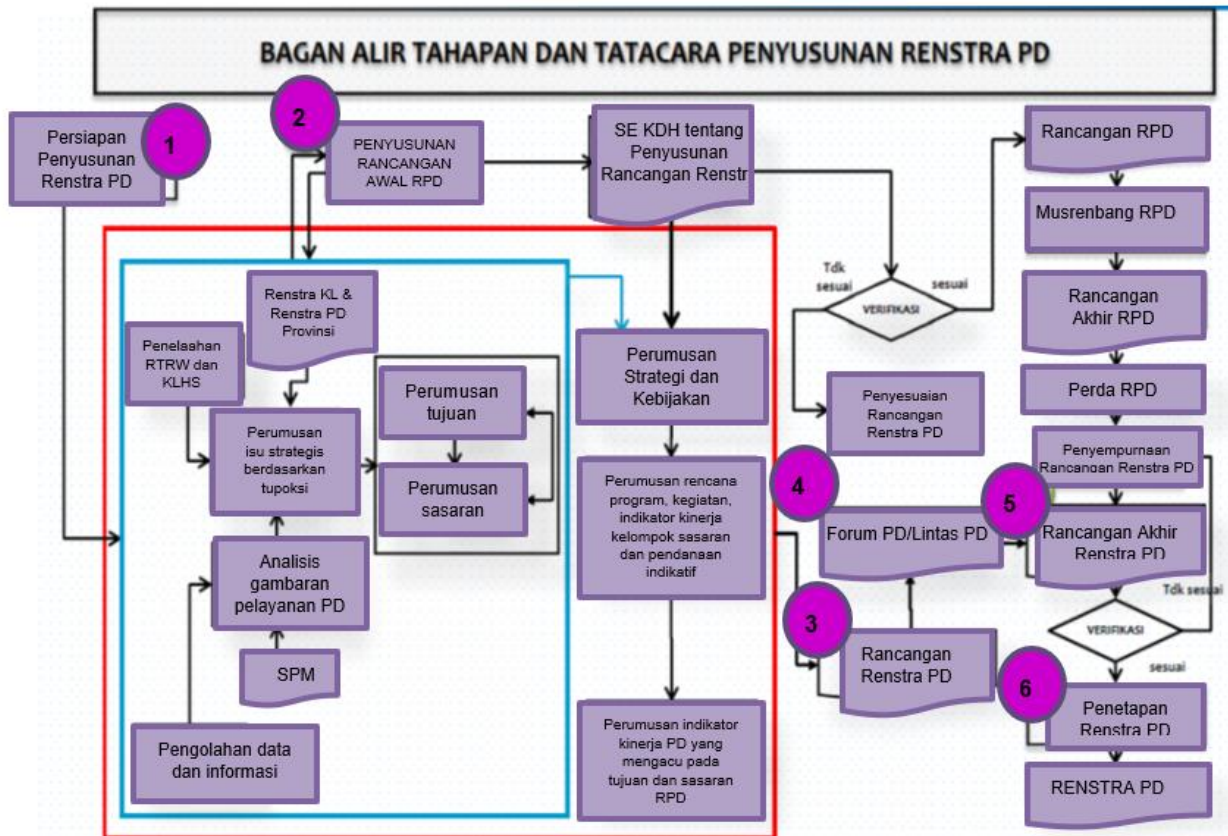 BAGAN ALIR TAHAPAN DAN TATACARA PENYUSUNAN RENSTRA PD
1
Persiapan
Penyusunan
Renstra PD
2
PENYUSUNAN
RANCANGAN
AWAL RPD
SE KDH tentang
Penyusunan
Rancangan Renstr
Rancangan RPD
Musrenbang RPD
Rancangan
Akhir RPD
Perda RPD
Penyempurnaan
Rancangan Renstra PD
Tdk
sesuai
sesuai
VERIFIKASI
Penyesuaian
Rancangan
Renstra PD
Renstra KL &
Renstra PD
Provinsi
Penelaahan
RTRW dan
KLHS
Perumusan
isu strategis
berdasarkan
tupoksi
Perumusan
tujuan
Perumusan
sasaran
Analisis
gambaran
pelayanan PD
SPM
Pengolahan data
dan informasi
Perumusan
Strategi dan
Kebijakan
Perumusan rencana
program, kegiatan,
indikator kinerja
kelompok sasaran
dan pendanaan
indikatif
Perumusan indikator
kinerja PD yang
mengacu pada
tujuan dan sasaran
RPD
3
Rancangan
Renstra PD
4
Forum PD/Lintas PD
5
Rancangan Akhir
Renstra PD
Tdk sesuai
VERIFIKASI
sesuai
6
Penetapan
Renstra PD
RENSTRA PD